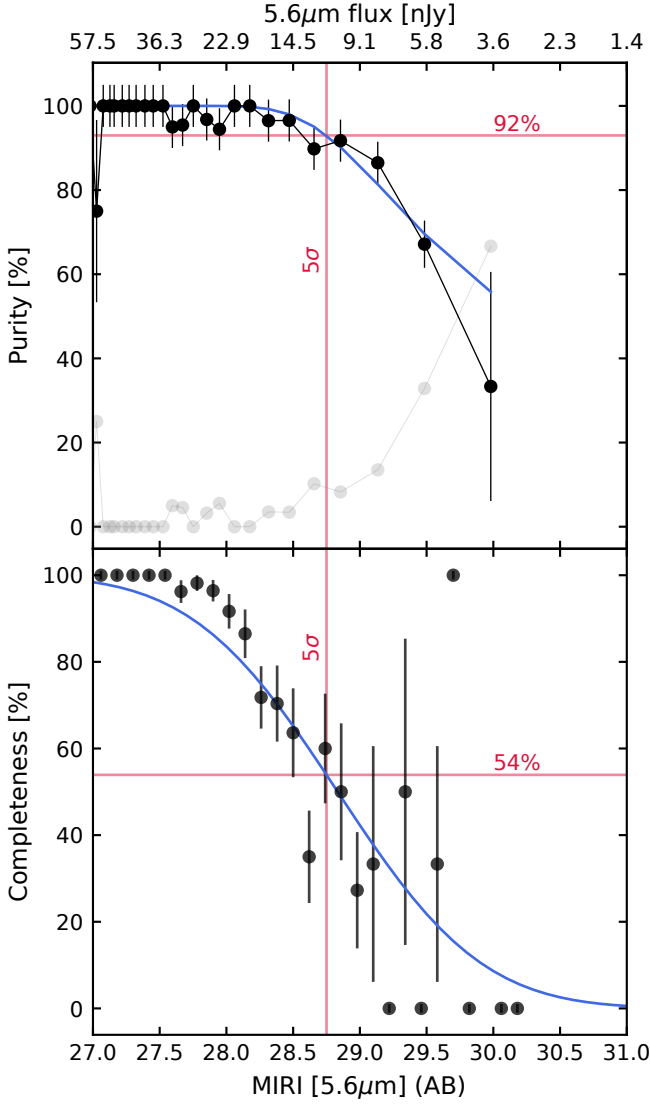 5.6μm flux [nJy]
57.5 36.3 22.9 14.5 9.1 5.8 3.6 2.3 1.4
100
92%
80
5σ
60
Purity [%]
40
20
0
100
80
5σ
60
54%
Completeness [%]
40
20
0
27.0 27.5 28.0 28.5 29.0 29.5 30.0 30.5 31.0
MIRI [5.6μm] (AB)